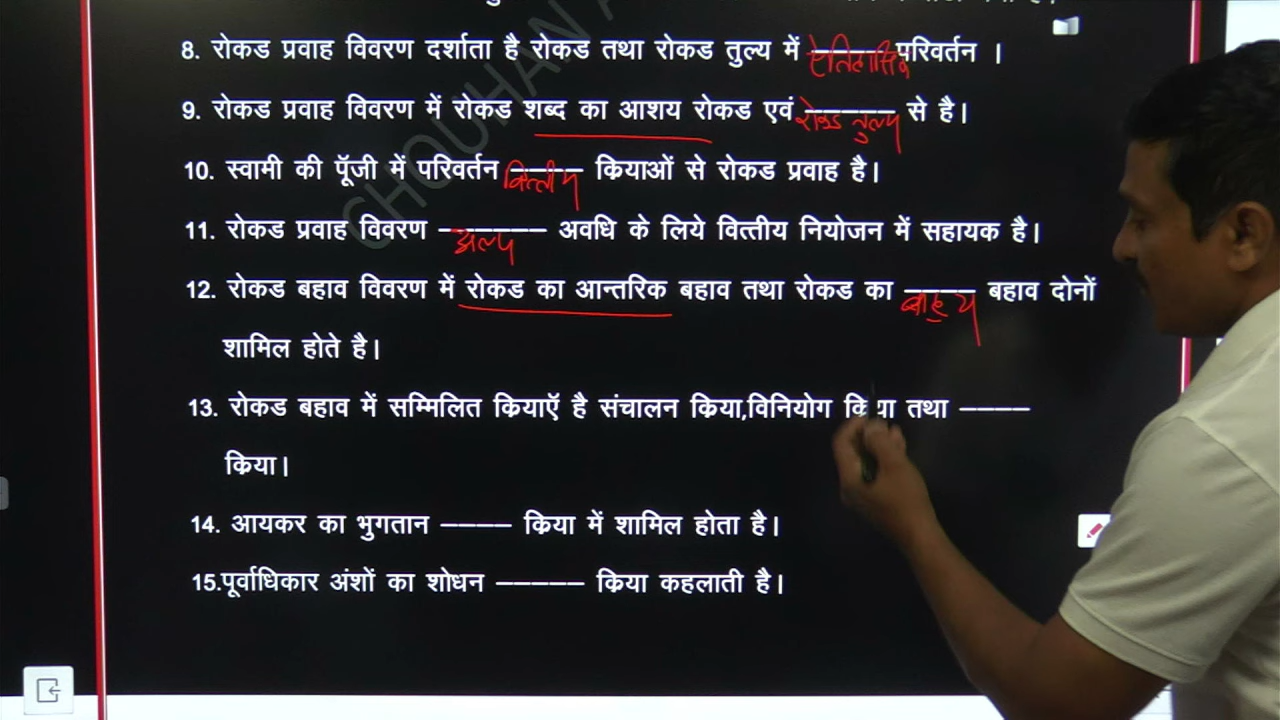 8. रोकड प्रवाह विवरण दर्शाता है रोकड तथा रोकड तुल्य में ऐतिहासिक परिवर्तन ।
9. रोकड प्रवाह विवरण में रोकड शब्द का आशय रोकड एवं रोकड तुल्य से है।
10. स्वामी की पूॅजी में परिवर्तन वित्तीय कियाओं से रोकड प्रवाह है।
11. रोकड प्रवाह विवरण अल्प अवधि के लिये वित्तीय नियोजन में सहायक है।
12. रोकड बहाव विवरण में रोकड का आन्तरिक बहाव तथा रोकड का बाह्य बहाव दोनों
शामिल होते है।
13. रोकड बहाव में सम्मिलित क्रियाऍ है संचालन क्रिया,विनियोग क्रिया तथा ————
क्रिया।
14. आयकर का भुगतान ———— क्रिया में शामिल होता है।
15.पूर्वाधिकार अंशों का शोधन ————— क्रिया कहलाती है।
CHOUHAN